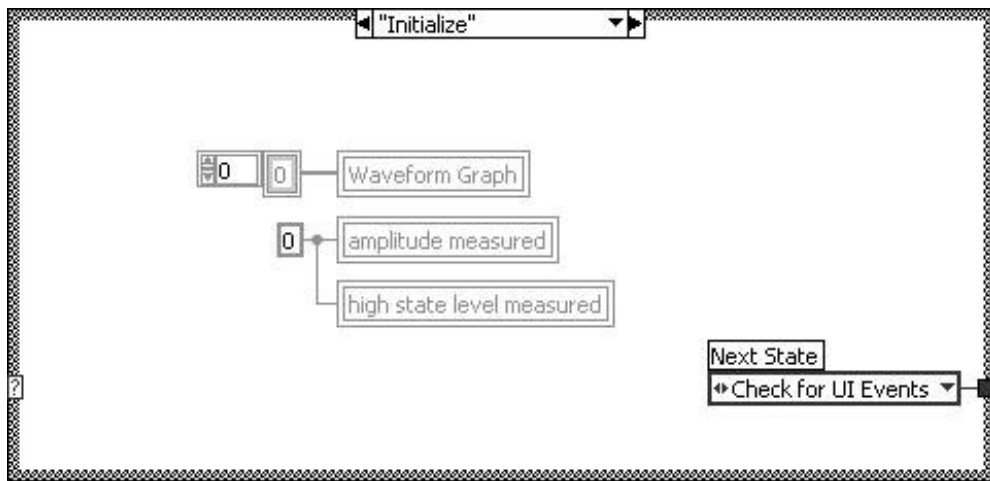 "Initialize"
0 0 Waveform Graph
0 amplitude measured
high state level measured
Next State
? Check for UI Events